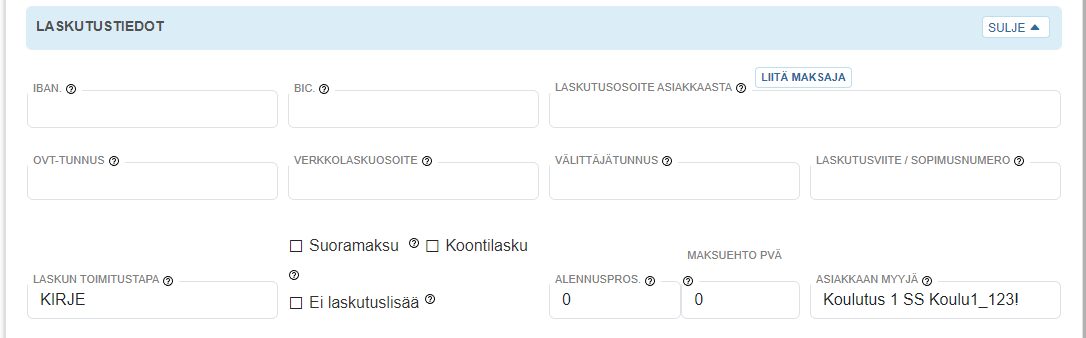 LASKUTUSTIEDOT
SULJE
IBAN.
BIC.
LASKUTUSOSOITE ASIAKKAASTA
LIITÄ MAKSAJA
OVT-TUNNUS
VERKKOLASKUOSOITE
VÄLITTÄJÄTUNNUS
LASKUTUSVIITE / SOPIMUSNUMERO
Suoramaksu
Koontilasku
Ei laskutuslisää
LASKUN TOIMITUSTAPA
KIRJE
ALENNUSPROS.
0
MAKSUEHTO PVÄ
0
ASIAKKAAN MYYJÄ
Koulutus 1 SS Koulu1_123!